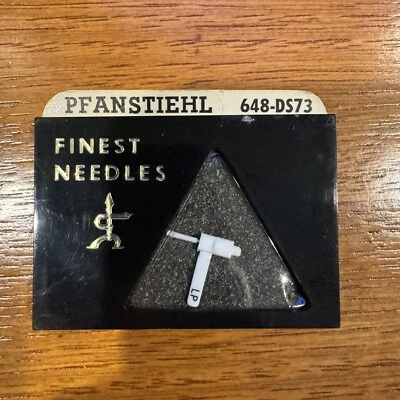 PFANSTIEHL 648-DS73
FINEST
NEEDLES
LP